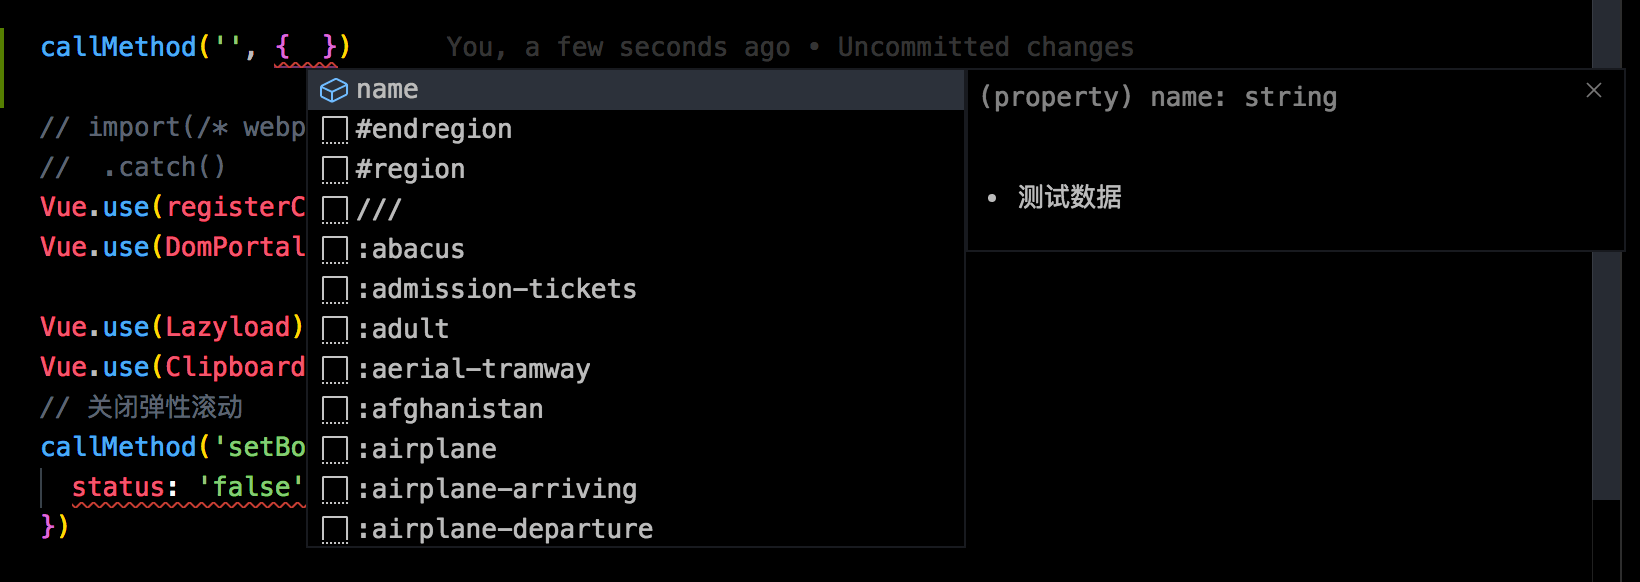 callMethod('', {  })     You, a few seconds ago • Uncommitted changes
name
(property) name: string
// import(/* webp
#endregion
// .catch()
#region
• 测试数据
Vue.use(registerC
///
Vue.use(DomPortal
:abacus
:admission-tickets
Vue.use(Lazyload)
:adult
Vue.use(Clipboard
:aerial-tramway
// 关闭弹性滚动
:afghanistan
callMethod('setBo
:airplane
status: 'false'
:airplane-arriving
})
:airplane-departure